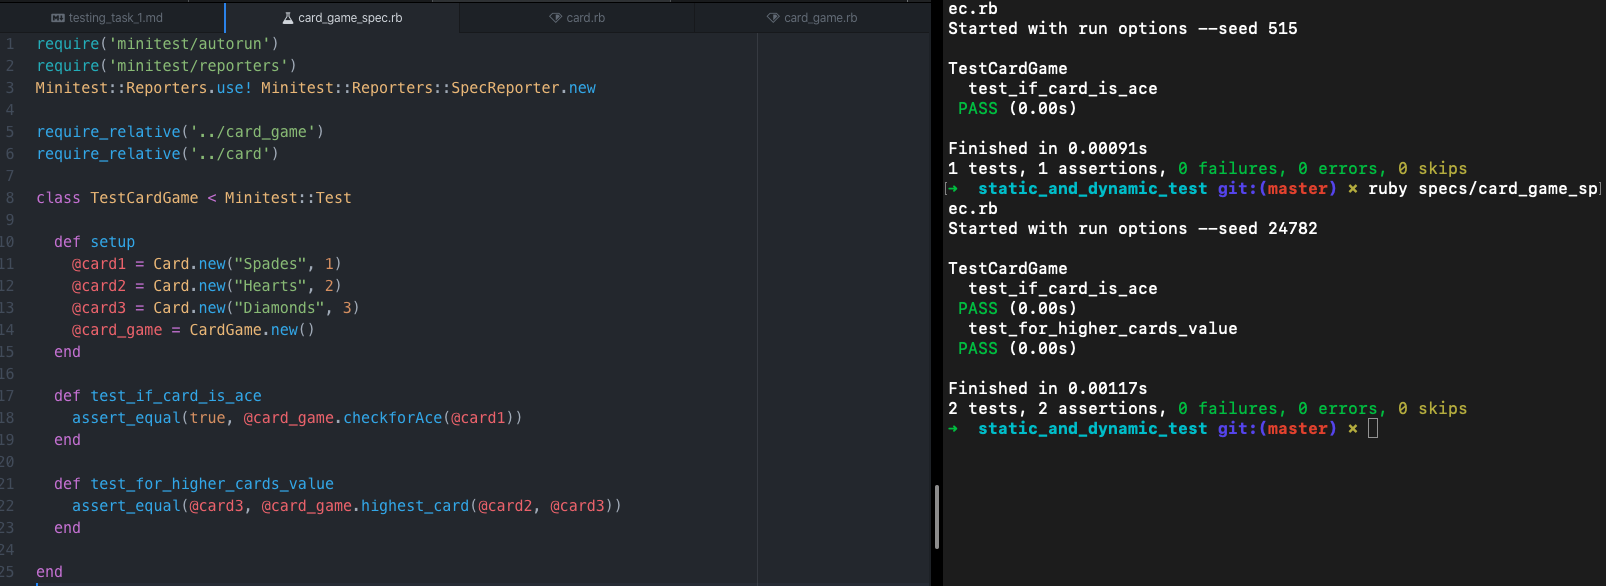 testing_task_1.md
card_game_spec.rb
card.rb
card_game.rb
1 require('minitest/autorun')
2 require('minitest/reporters')
3 Minitest::Reporters.use! Minitest::Reporters::SpecReporter.new
4
5 require_relative('../card_game')
6 require_relative('../card')
7
8 class TestCardGame < Minitest::Test
9
10 def setup
11 @card1 = Card.new("Spades", 1)
12 @card2 = Card.new("Hearts", 2)
13 @card3 = Card.new("Diamonds", 3)
14 @card_game = CardGame.new()
15 end
16
17 def test_if_card_is_ace
18 assert_equal(true, @card_game.checkforAce(@card1))
19 end
20
21 def test_for_higher_cards_value
22 assert_equal(@card3, @card_game.highest_card(@card2, @card3))
23 end
24
25 end
ec.rb
Started with run options --seed 515
TestCardGame
test_if_card_is_ace
PASS (0.00s)
Finished in 0.00091s
1 tests, 1 assertions, 0 failures, 0 errors, 0 skips
[→ static_and_dynamic_test git:(master) × ruby specs/card_game_sp]
ec.rb
Started with run options --seed 24782
TestCardGame
test_if_card_is_ace
PASS (0.00s)
test_for_higher_cards_value
PASS (0.00s)
Finished in 0.00117s
2 tests, 2 assertions, 0 failures, 0 errors, 0 skips
→ static_and_dynamic_test git:(master) ×